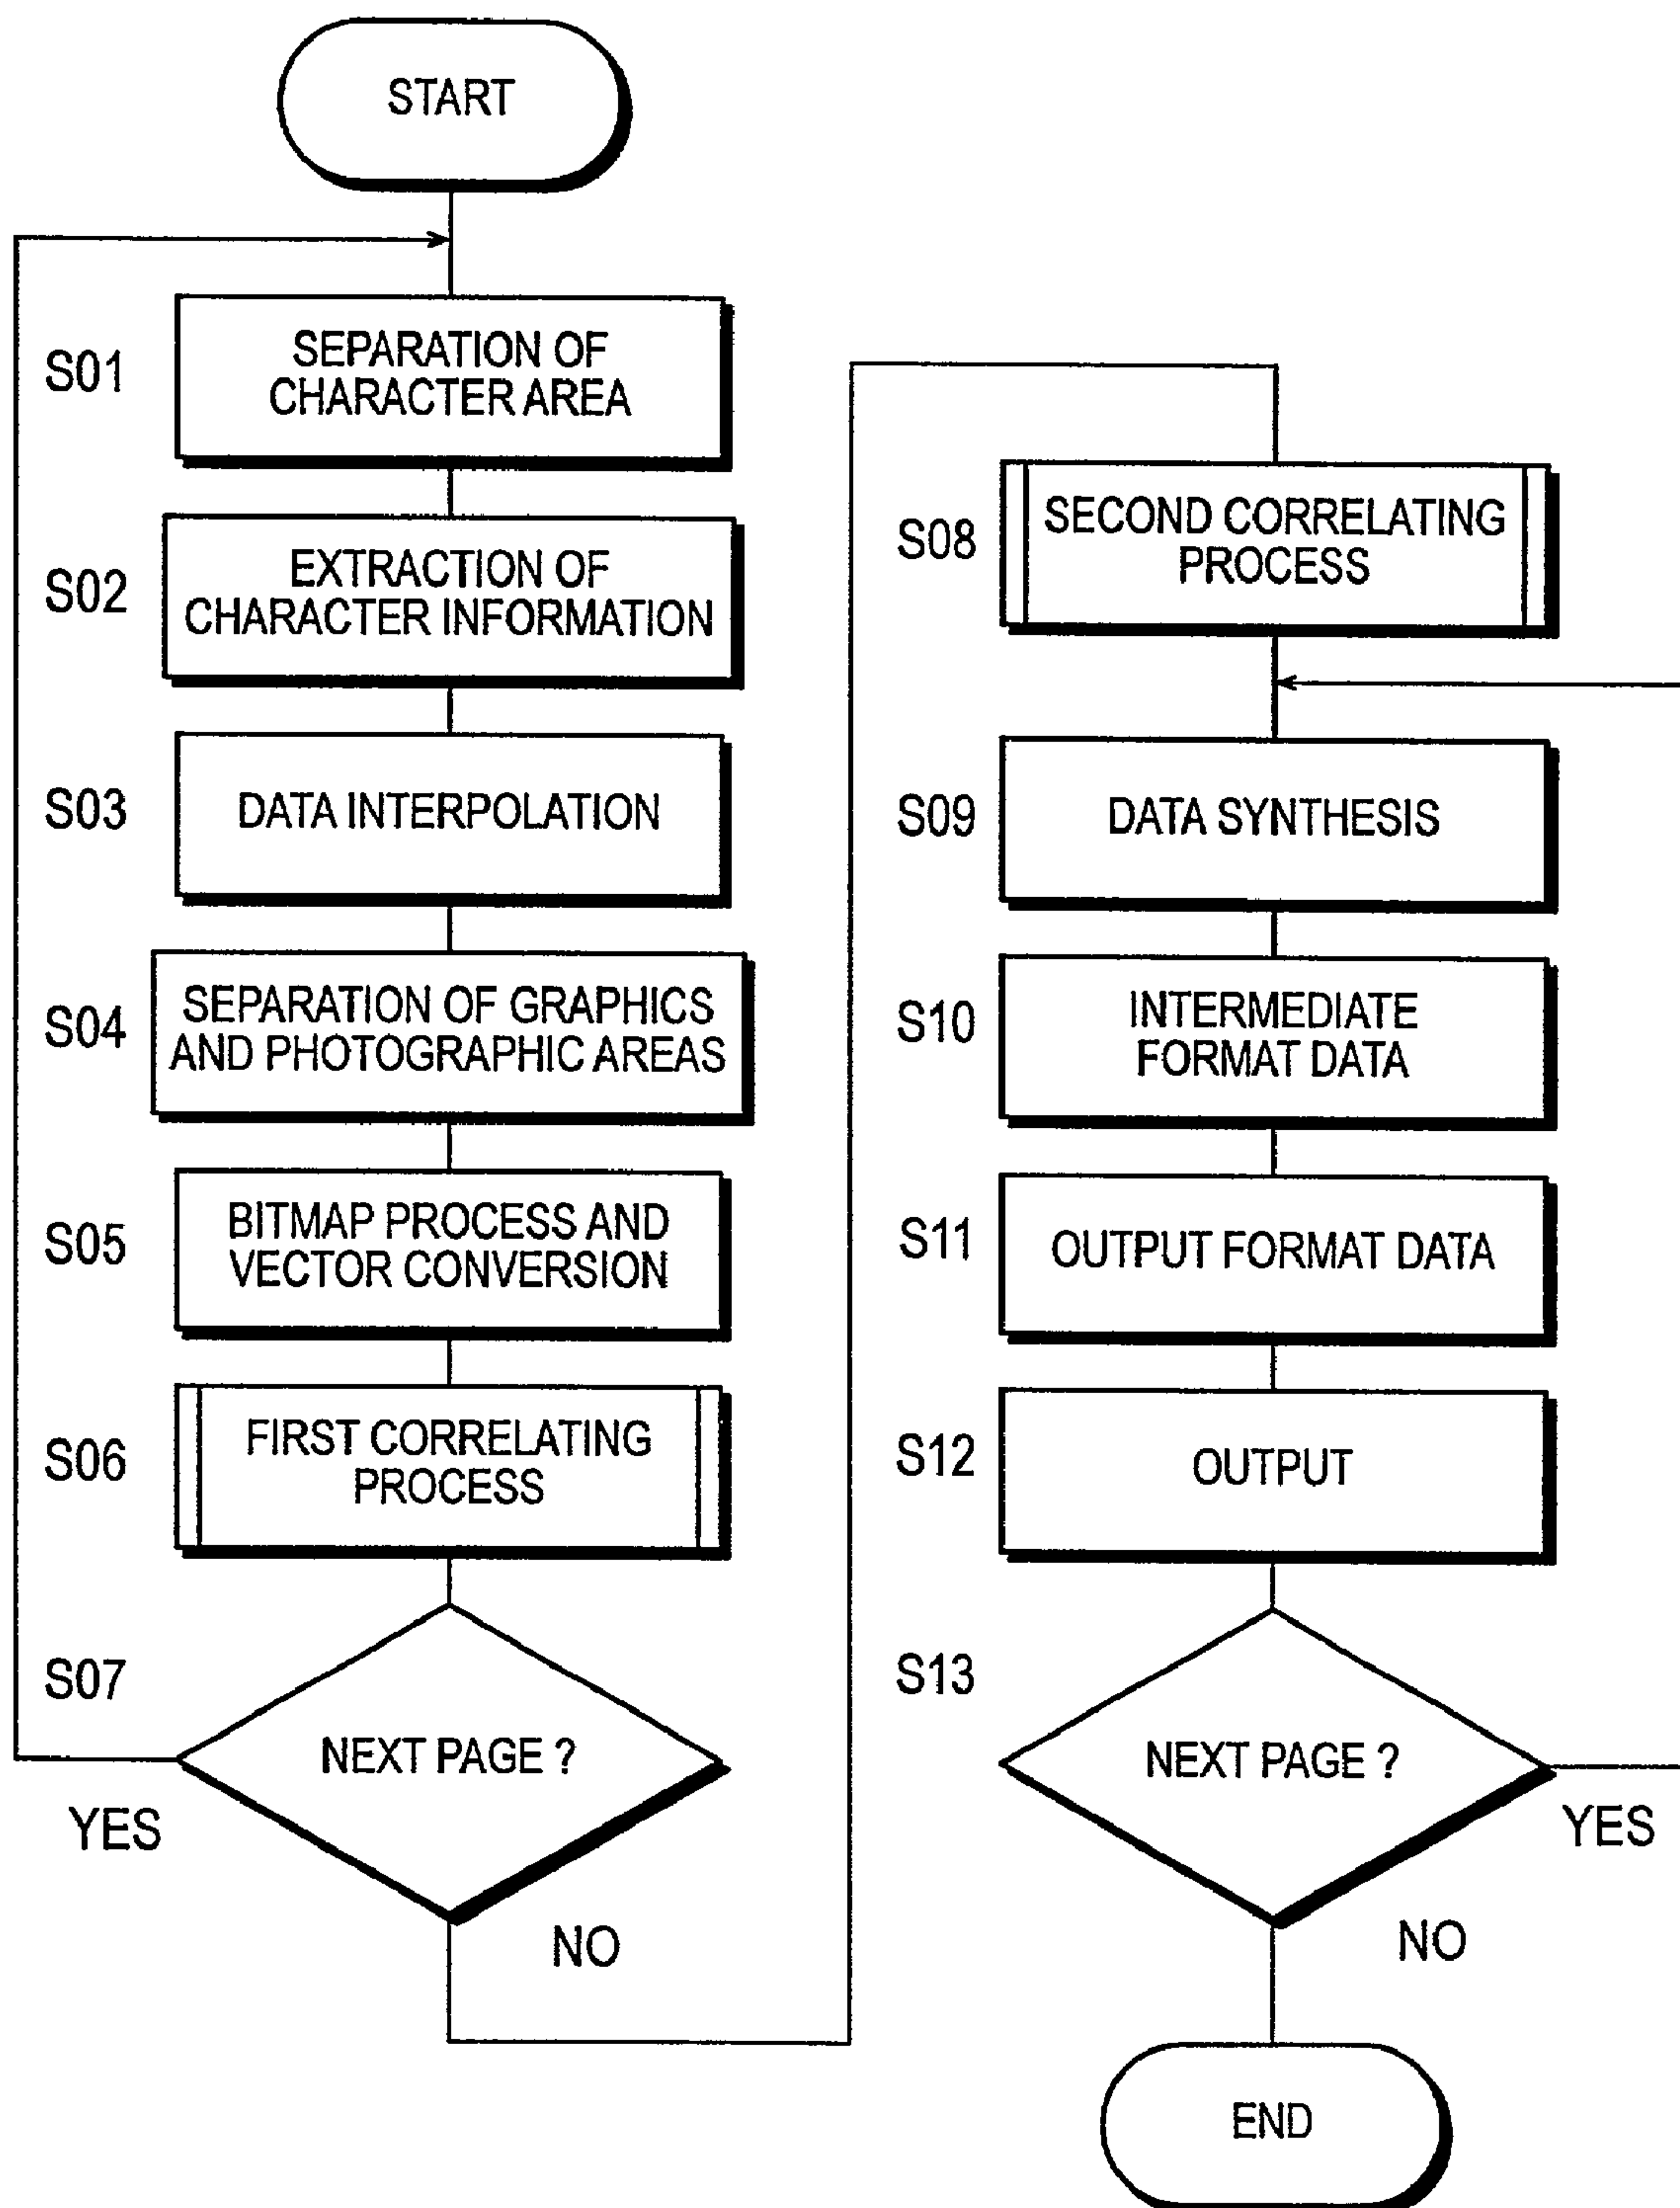 START
S01
SEPARATION OF
CHARACTER AREA
S02
EXTRACTION OF
CHARACTER INFORMATION
S03
DATA INTERPOLATION
S04
SEPARATION OF GRAPHICS
AND PHOTOGRAPHIC AREAS
S05
BITMAP PROCESS AND
VECTOR CONVERSION
S06
FIRST CORRELATING
PROCESS
S07
NEXT PAGE ?
YES
NO
S08
SECOND CORRELATING
PROCESS
S09
DATA SYNTHESIS
S10
INTERMEDIATE
FORMAT DATA
S11
OUTPUT FORMAT DATA
S12
OUTPUT
S13
NEXT PAGE ?
YES
NO
END